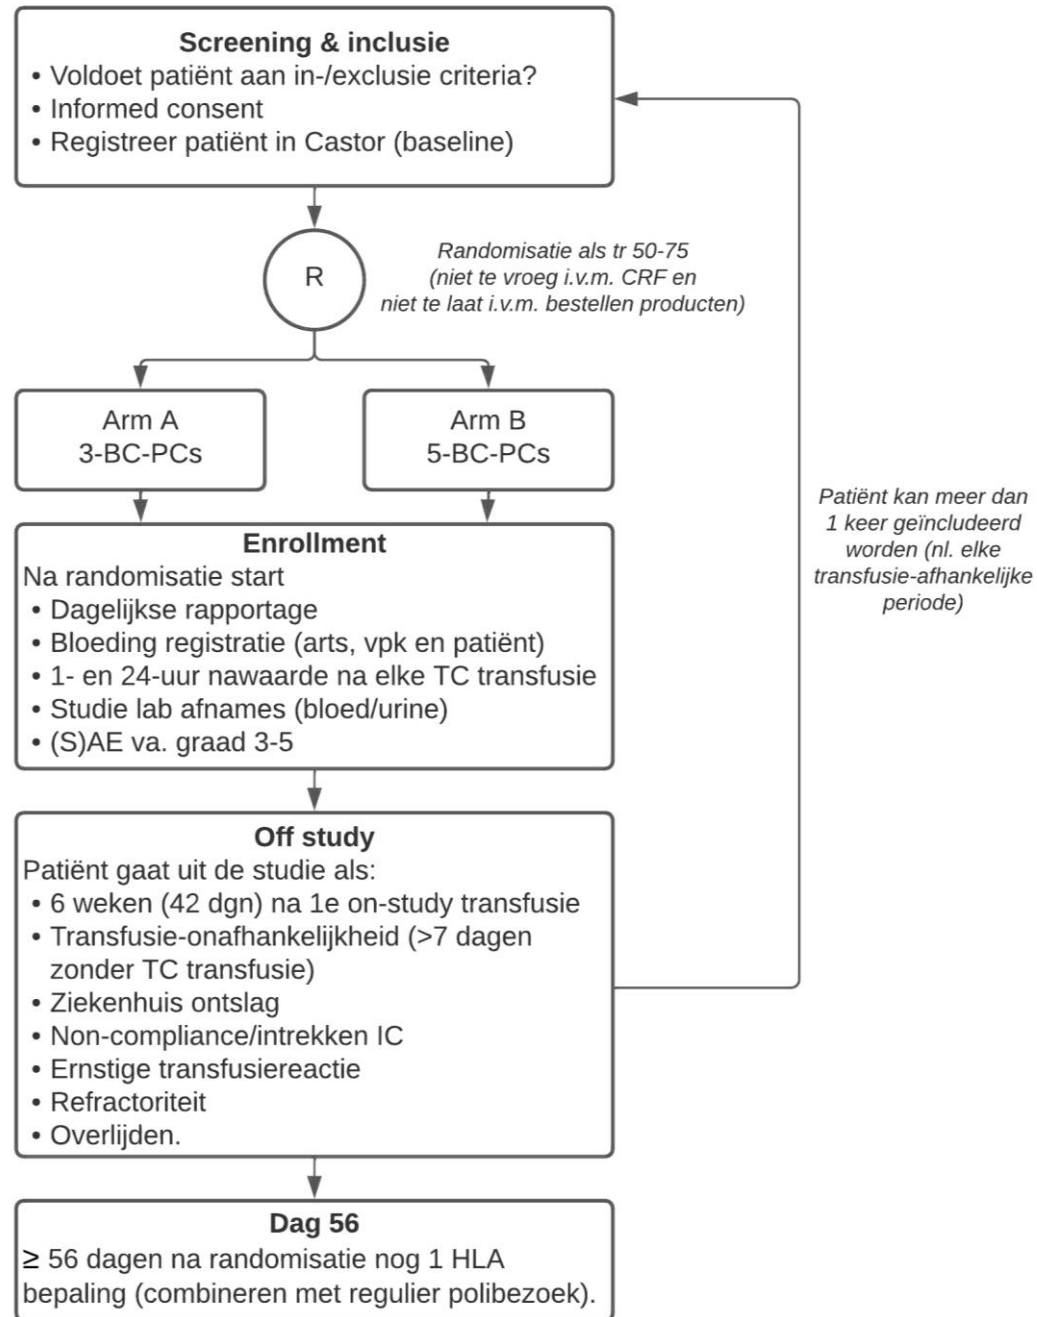 Screening & inclusie
• Voldoet patiënt aan in-/exclusie criteria?
• Informed consent
• Registreer patiënt in Castor (baseline)
R
Randomisatie als tr 50-75
(niet te vroeg i.v.m. CRF en
niet te laat i.v.m. bestellen producten)
Arm A
3-BC-PCs
Arm B
5-BC-PCs
Patiënt kan meer dan
1 keer geïncludeerd
worden (nl. elke
transfusie-afhankelijke
periode)
Enrollment
Na randomisatie start
• Dagelijkse rapportage
• Bloeding registratie (arts, vpk en patiënt)
• 1- en 24-uur nawaarde na elke TC transfusie
• Studie lab afnames (bloed/urine)
• (S)AE va. graad 3-5
Off study
Patiënt gaat uit de studie als:
• 6 weken (42 dgn) na 1e on-study transfusie
• Transfusie-onafhankelijkheid (>7 dagen
zonder TC transfusie)
• Ziekenhuis ontslag
• Non-compliance/intrekken IC
• Ernstige transfusiereactie
• Refractoriteit
• Overlijden.
Dag 56
≥ 56 dagen na randomisatie nog 1 HLA
bepaling (combineren met regulier polibezoek).